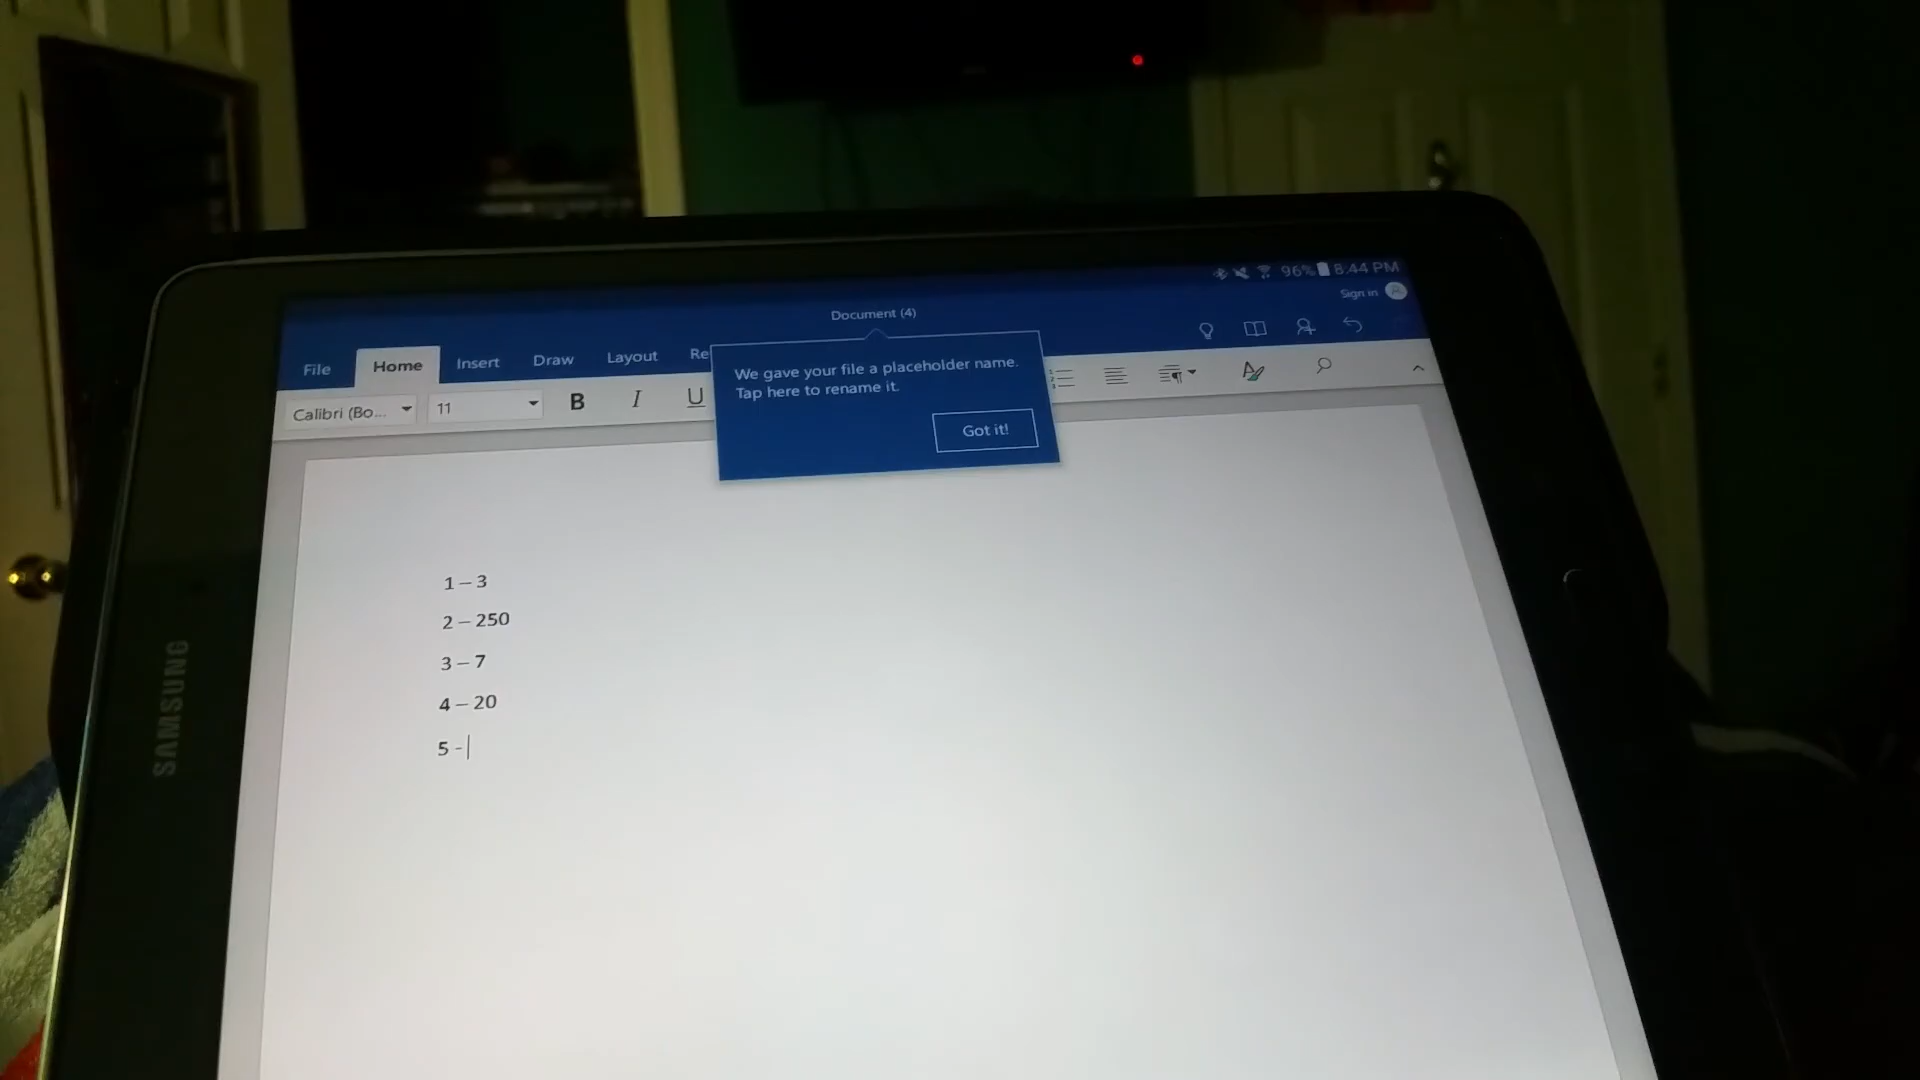 96% 8:44 PM
Sign in
Document (4)
File Home Insert Draw Layout Re
We gave your file a placeholder name.
Tap here to rename it.
Got it!
Calibri (Bo... 11 B I U
1 – 3
2 – 250
3 – 7
4 – 20
5 -
SAMSUNG